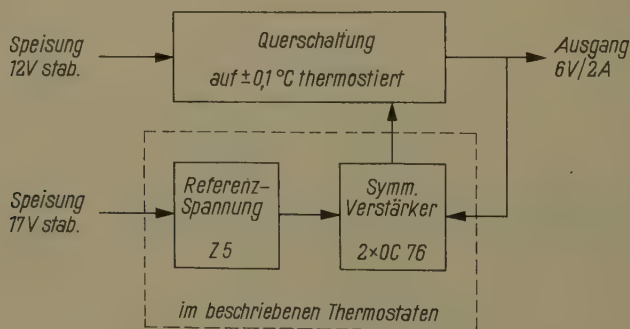 Speisung
12V stab.
Querschaltung
auf ±0,1 °C thermostiert
Ausgang
6V/2A
Speisung
17V stab.
Referenz-
Spannung
Z 5
Symm.
Verstärker
2×OC 76
im beschriebenen Thermostaten